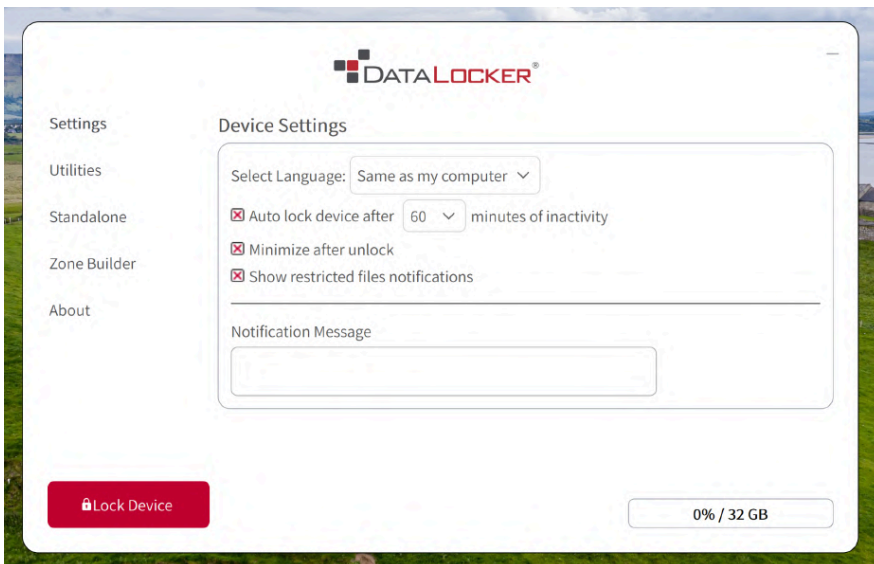 DATALOCKER®
Settings
Utilities
Standalone
Zone Builder
About
Device Settings
Select Language: Same as my computer
Auto lock device after 60 minutes of inactivity
Minimize after unlock
Show restricted files notifications
Notification Message
Lock Device
0% / 32 GB